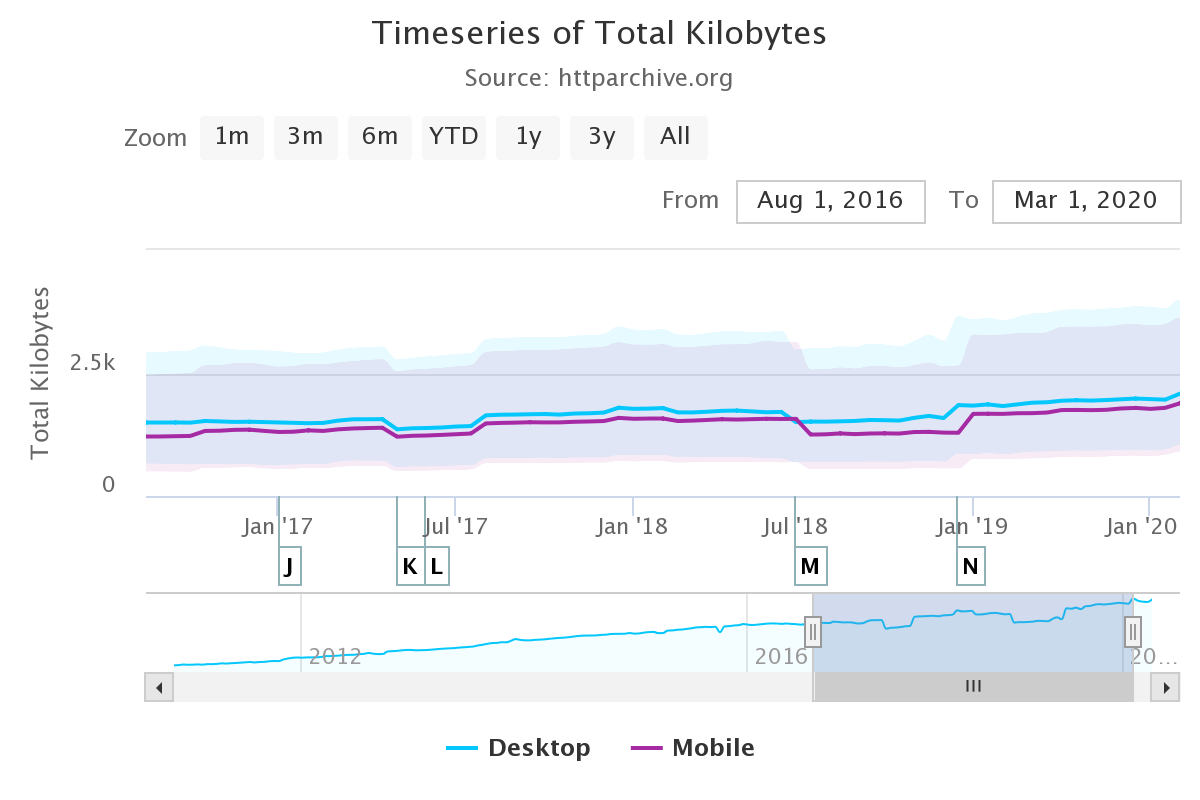 Timeseries of Total Kilobytes
Source: httparchive.org
Zoom 1m 3m 6m YTD 1y 3y All
From Aug 1, 2016 To Mar 1, 2020
Total Kilobytes
2.5k
0
Jan '17 Jul '17 Jan '18 Jul '18 Jan '19 Jan '20
J K L M N
2012 2016 20…
Desktop Mobile